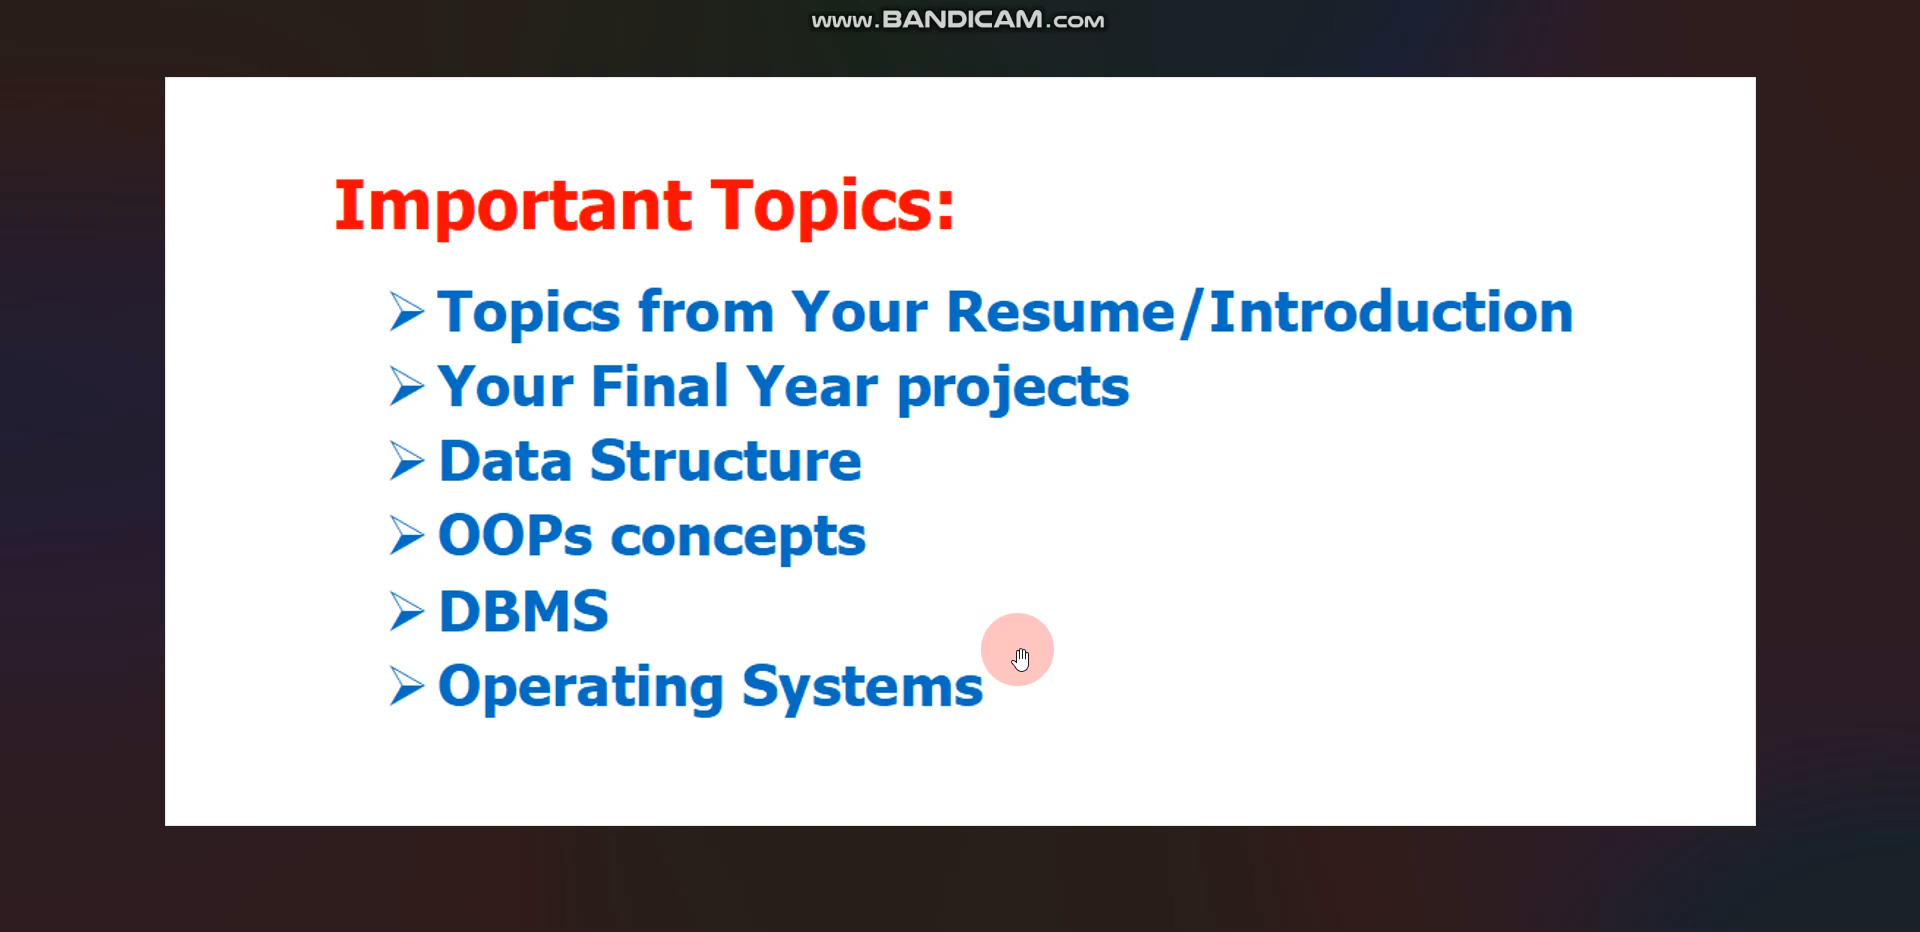 www.BANDICAM.com
Important Topics:
Topics from Your Resume/Introduction
Your Final Year projects
Data Structure
OOPs concepts
DBMS
Operating Systems